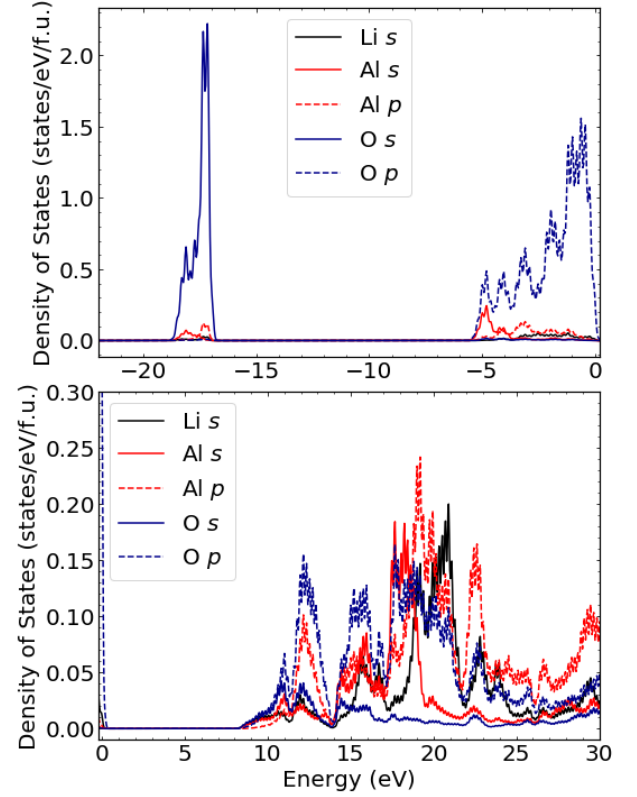 Density of States (states/eV/f.u.)
2.0
1.5
1.0
0.5
0.0
Li s
Al s
Al p
O s
O p
−20
−15
−10
−5
0
Density of States (states/eV/f.u.)
0.30
0.25
0.20
0.15
0.10
0.05
0.00
Li s
Al s
Al p
O s
O p
0
5
10
15
20
25
30
Energy (eV)